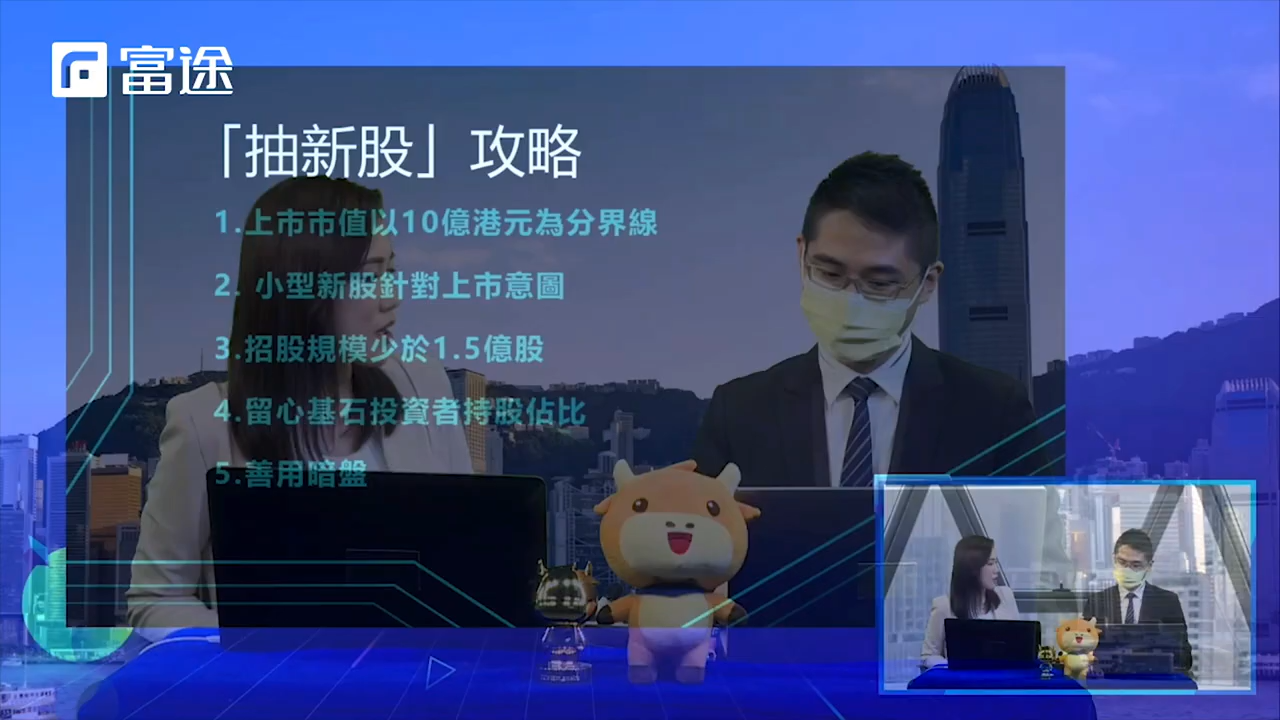 富途
「抽新股」攻略
1.上市市值以10億港元為分界線
2. 小型新股針對上市意圖
3.招股規模少於1.5億股
4.留心基石投資者持股佔比
5.善用暗盤